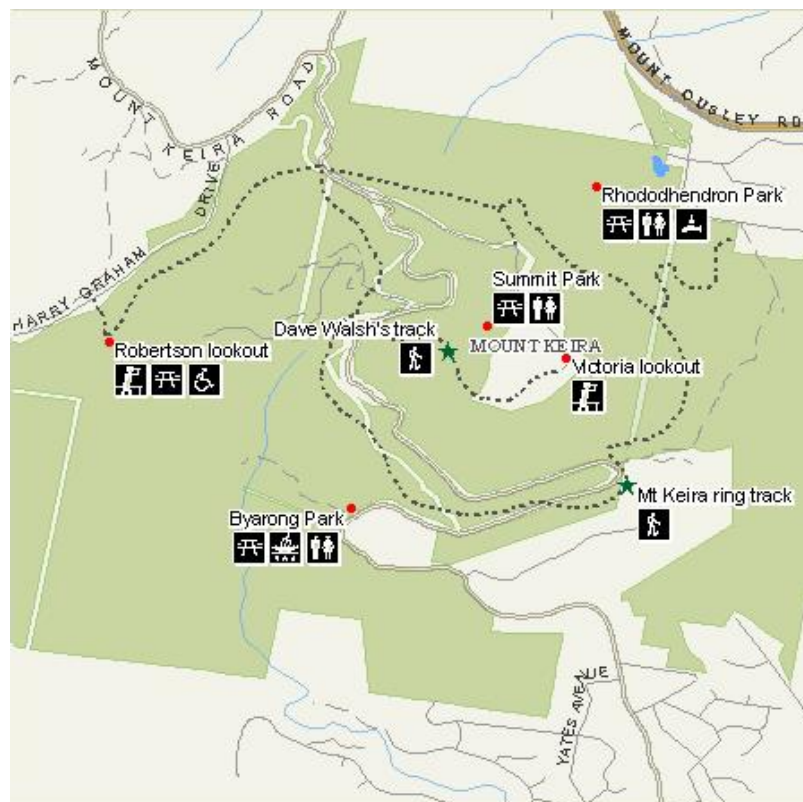 MOUNT KEIRA ROAD
MOUNT OUSLEY RD
HARRY GRAHAM DRIVE
Rhododhendron Park
Summit Park
Dave Walsh's track
MOUNT KEIRA
Robertson lookout
Victoria lookout
Mt Keira ring track
Byarong Park
YATES AVENUE